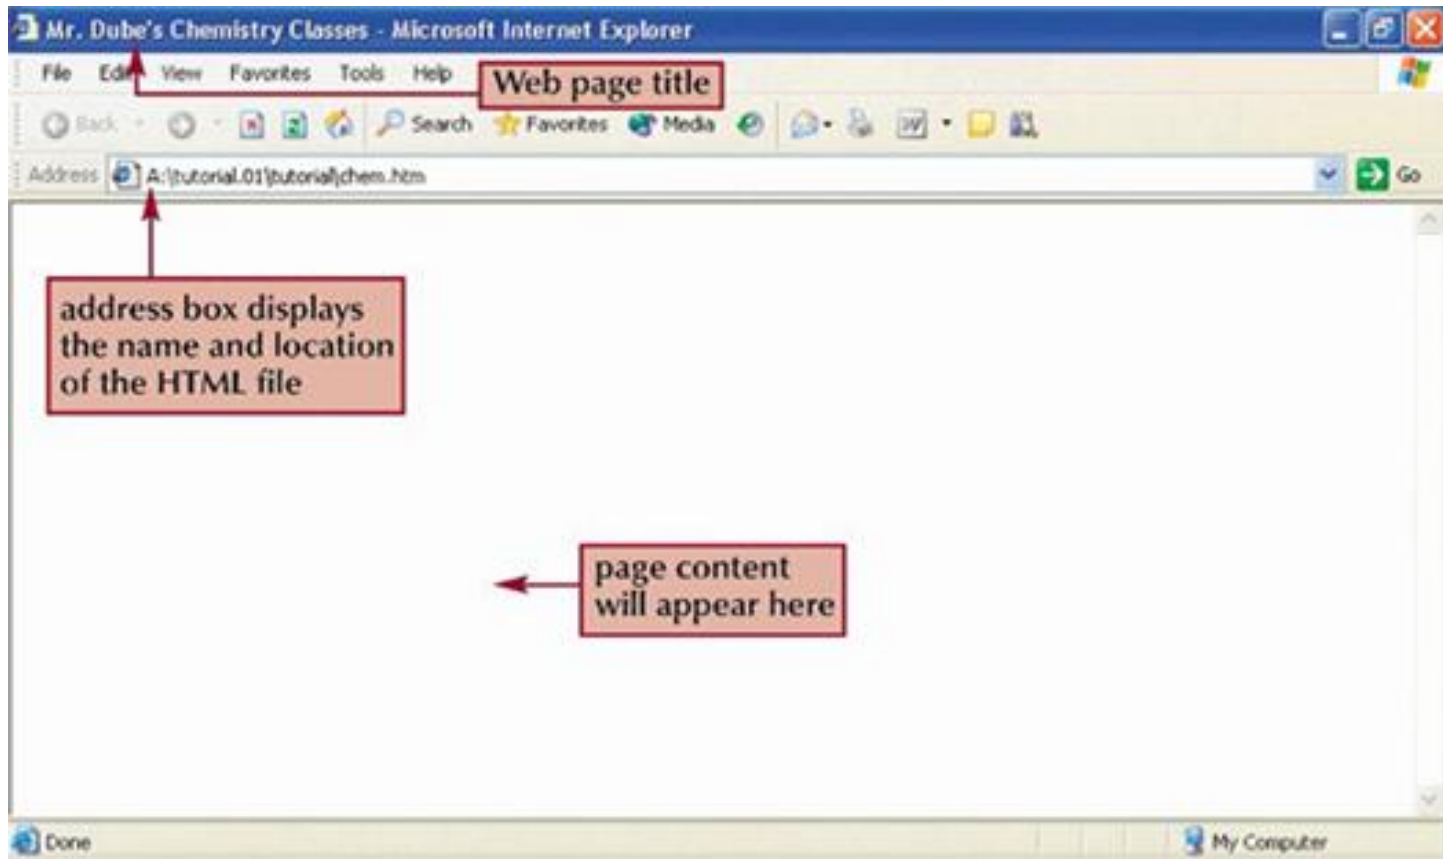 Mr. Dube's Chemistry Classes - Microsoft Internet Explorer
File Edit View Favorites Tools Help
Web page title
Back Search Favorites Media
Address A:\tutorial.01\tutorial\chem.htm Go
address box displays
the name and location
of the HTML file
page content
will appear here
Done My Computer